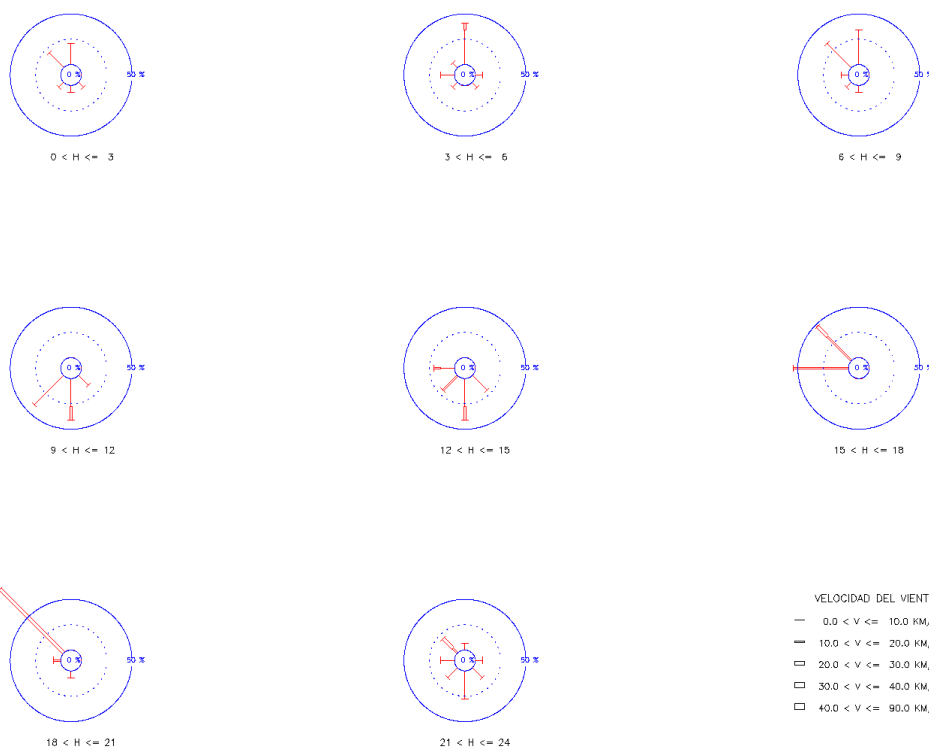 0 % 50 % 0 % 50 % 0 % 50 %
0 < H <= 3 3 < H <= 6 6 < H <= 9
0 % 50 % 0 % 50 % 0 % 50 %
9 < H <= 12 12 < H <= 15 15 < H <= 18
0 % 50 % 0 % 50 %
18 < H <= 21 21 < H <= 24
VELOCIDAD DEL VIENT
0.0 < V <= 10.0 KM/
10.0 < V <= 20.0 KM/
20.0 < V <= 30.0 KM/
30.0 < V <= 40.0 KM/
40.0 < V <= 90.0 KM/